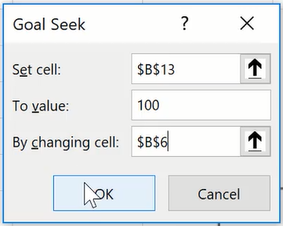 Goal Seek ? ✕
Set cell: $B$13
To value: 100
By changing cell: $B$6
OK Cancel